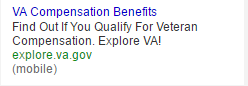 VA Compensation Benefits
Find Out If You Qualify For Veteran
Compensation. Explore VA!
explore.va.gov
(mobile)